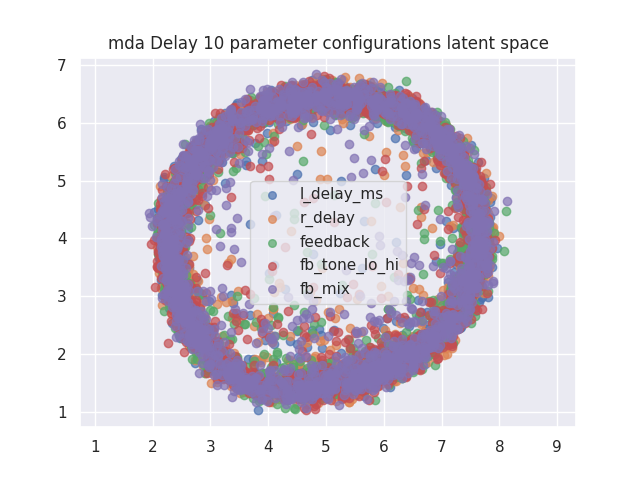 mda Delay 10 parameter configurations latent space
7
6
5
4
3
2
1
l_delay_ms
r_delay
feedback
fb_tone_lo_hi
fb_mix
1 2 3 4 5 6 7 8 9